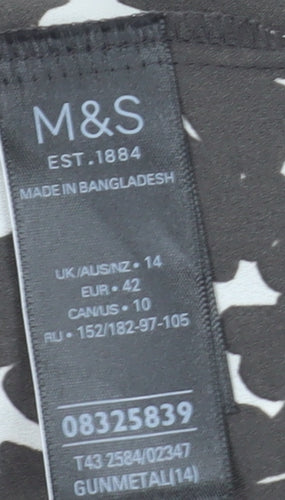 M&S
EST.1884
MADE IN BANGLADESH
UK/AUS/NZ • 14
EUR • 42
CAN/US • 10
RU • 152/182-97-105
08325839
T43 2584/02347
GUNMETAL(14)